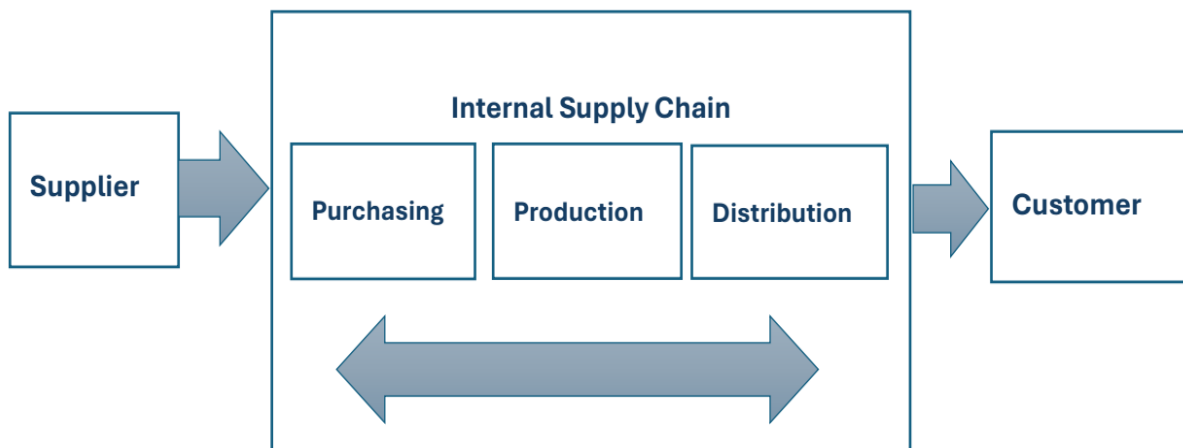 Internal Supply Chain
Supplier
Purchasing
Production
Distribution
Customer